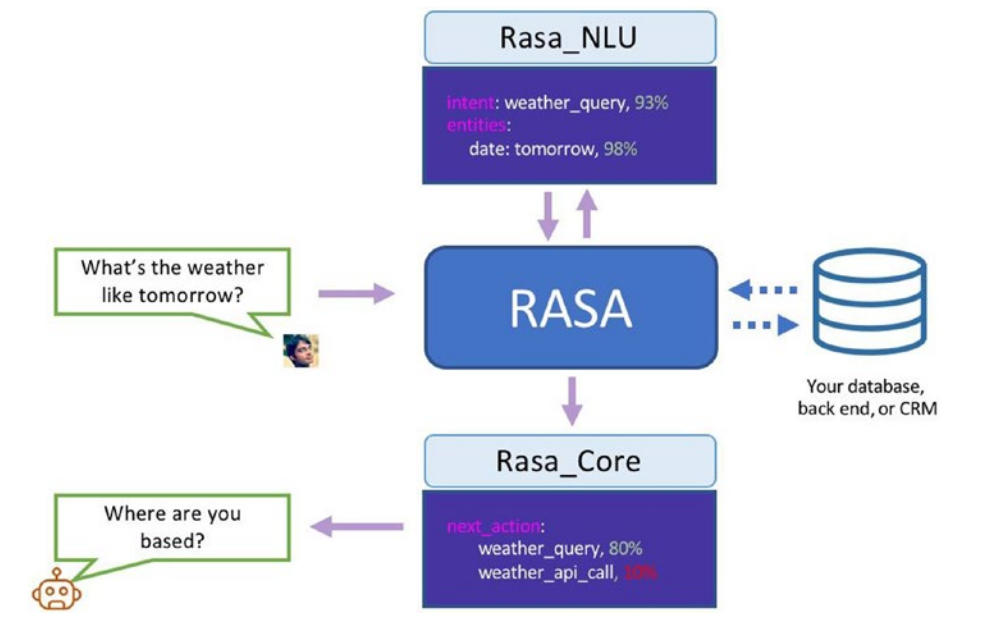 Rasa_NLU
intent: weather_query, 93%
entities:
date: tomorrow, 98%
What's the weather
like tomorrow?
RASA
Your database,
back end, or CRM
Rasa_Core
Where are you
based?
next_action:
weather_query, 80%
weather_api_call, 10%